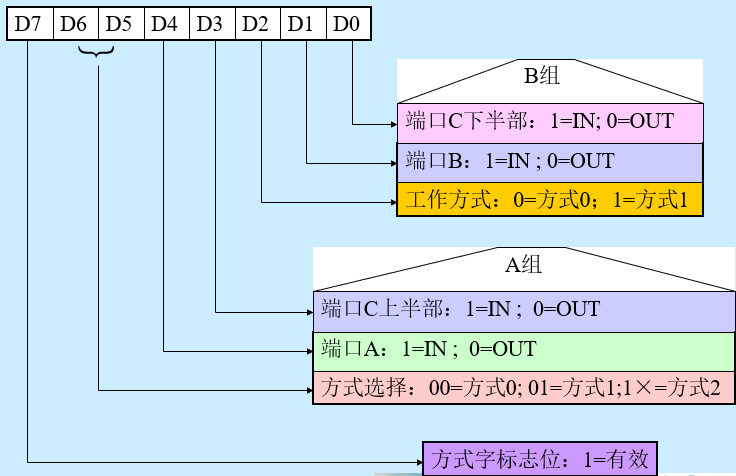 D7 D6 D5 D4 D3 D2 D1 D0
B组
端口C下半部：1=IN; 0=OUT
端口B：1=IN ; 0=OUT
工作方式：0=方式0；1=方式1
A组
端口C上半部：1=IN ; 0=OUT
端口A：1=IN ; 0=OUT
方式选择：00=方式0; 01=方式1;1×=方式2
方式字标志位：1=有效